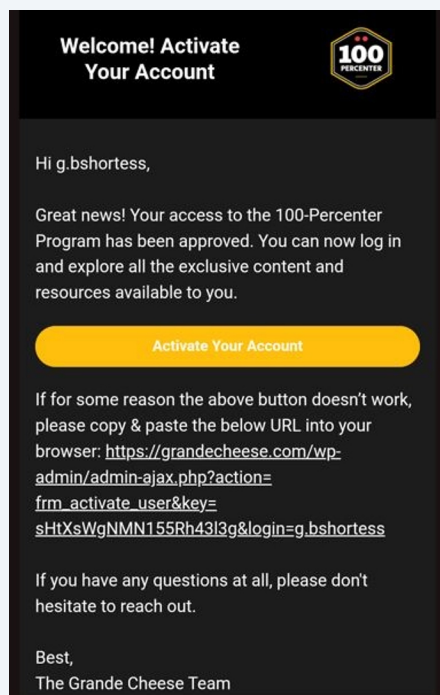 Welcome! Activate
Your Account
100
PERCENTER
Hi g.bshortess,
Great news! Your access to the 100-Percenter
Program has been approved. You can now log in
and explore all the exclusive content and
resources available to you.
Activate Your Account
If for some reason the above button doesn’t work,
please copy & paste the below URL into your
browser: https://grandecheese.com/wp-
admin/admin-ajax.php?action=
frm_activate_user&key=
sHtXsWgNMN155Rh43l3g&login=g.bshortess
If you have any questions at all, please don't
hesitate to reach out.
Best,
The Grande Cheese Team